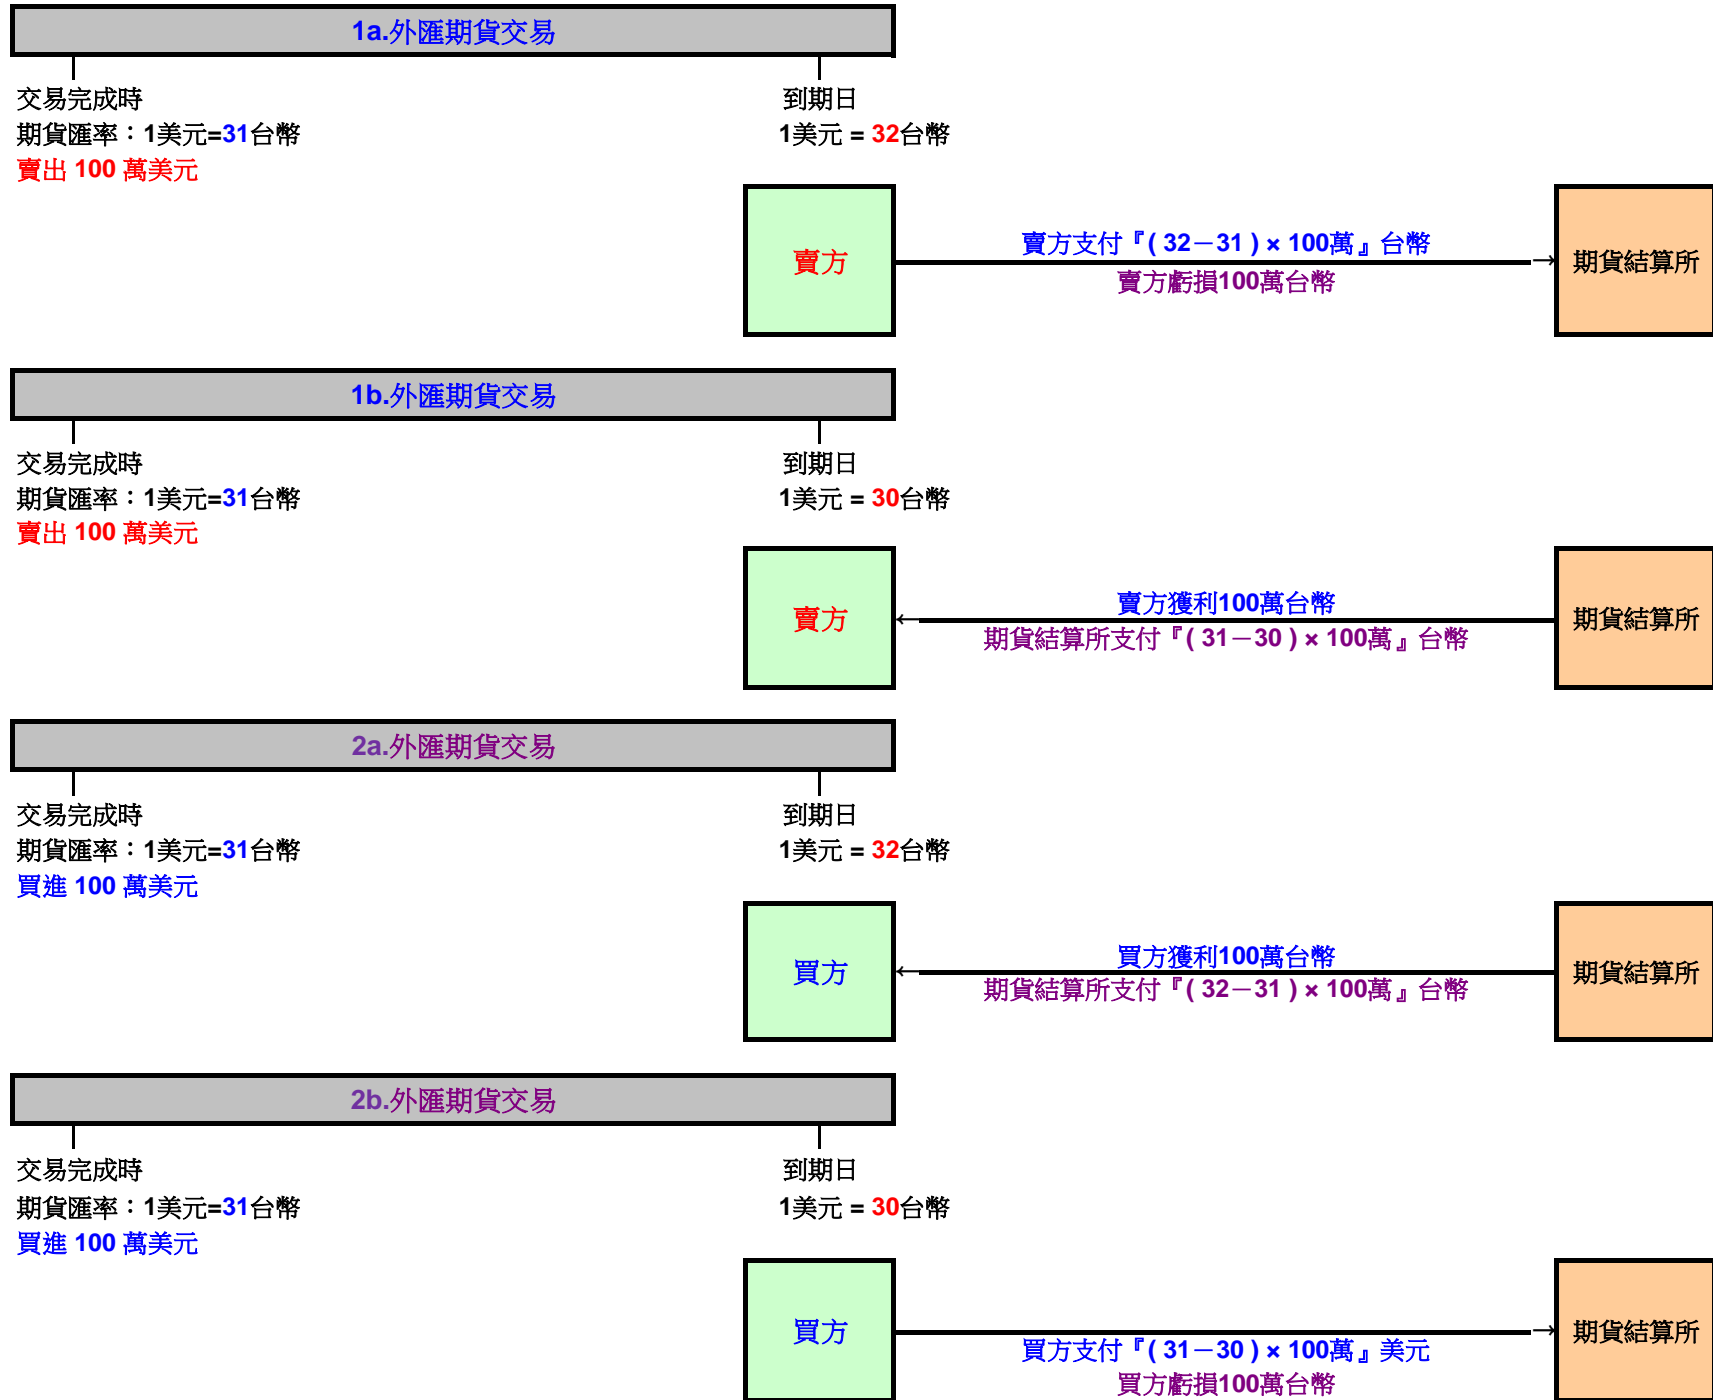 1a.外匯期貨交易
交易完成時
到期日
期貨匯率：1美元=31台幣
1美元 = 32台幣
賣出 100 萬美元
賣方
賣方支付『( 32－31 ) × 100萬』台幣
賣方虧損100萬台幣
→
期貨結算所
1b.外匯期貨交易
交易完成時
到期日
期貨匯率：1美元=31台幣
1美元 = 30台幣
賣出 100 萬美元
賣方
←
賣方獲利100萬台幣
期貨結算所支付『( 31－30 ) × 100萬』台幣
期貨結算所
2a.外匯期貨交易
交易完成時
到期日
期貨匯率：1美元=31台幣
1美元 = 32台幣
買進 100 萬美元
買方
←
買方獲利100萬台幣
期貨結算所支付『( 32－31 ) × 100萬』台幣
期貨結算所
2b.外匯期貨交易
交易完成時
到期日
期貨匯率：1美元=31台幣
1美元 = 30台幣
買進 100 萬美元
買方
→
買方支付『( 31－30 ) × 100萬』美元
買方虧損100萬台幣
期貨結算所